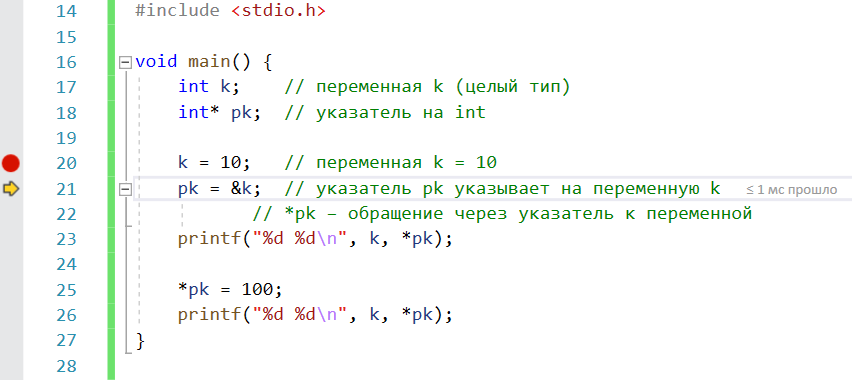 14 #include <stdio.h>
15
16 void main() {
17 int k; // переменная k (целый тип)
18 int* pk; // указатель на int
19
20 k = 10; // переменная k = 10
21 pk = &k; // указатель pk указывает на переменную k ≤ 1 мс прошло
22 // *pk – обращение через указатель к переменной
23 printf("%d %d\n", k, *pk);
24
25 *pk = 100;
26 printf("%d %d\n", k, *pk);
27 }
28